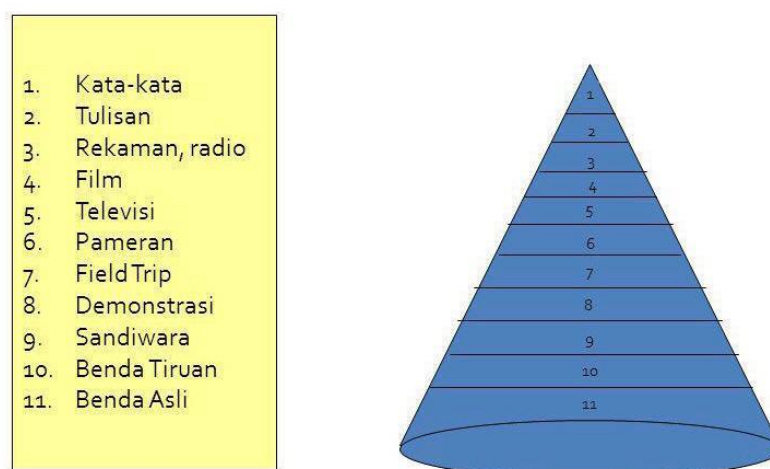 1. Kata-kata
2. Tulisan
3. Rekaman, radio
4. Film
5. Televisi
6. Pameran
7. Field Trip
8. Demonstrasi
9. Sandiwara
10. Benda Tiruan
11. Benda Asli
1
2
3
4
5
6
7
8
9
10
11